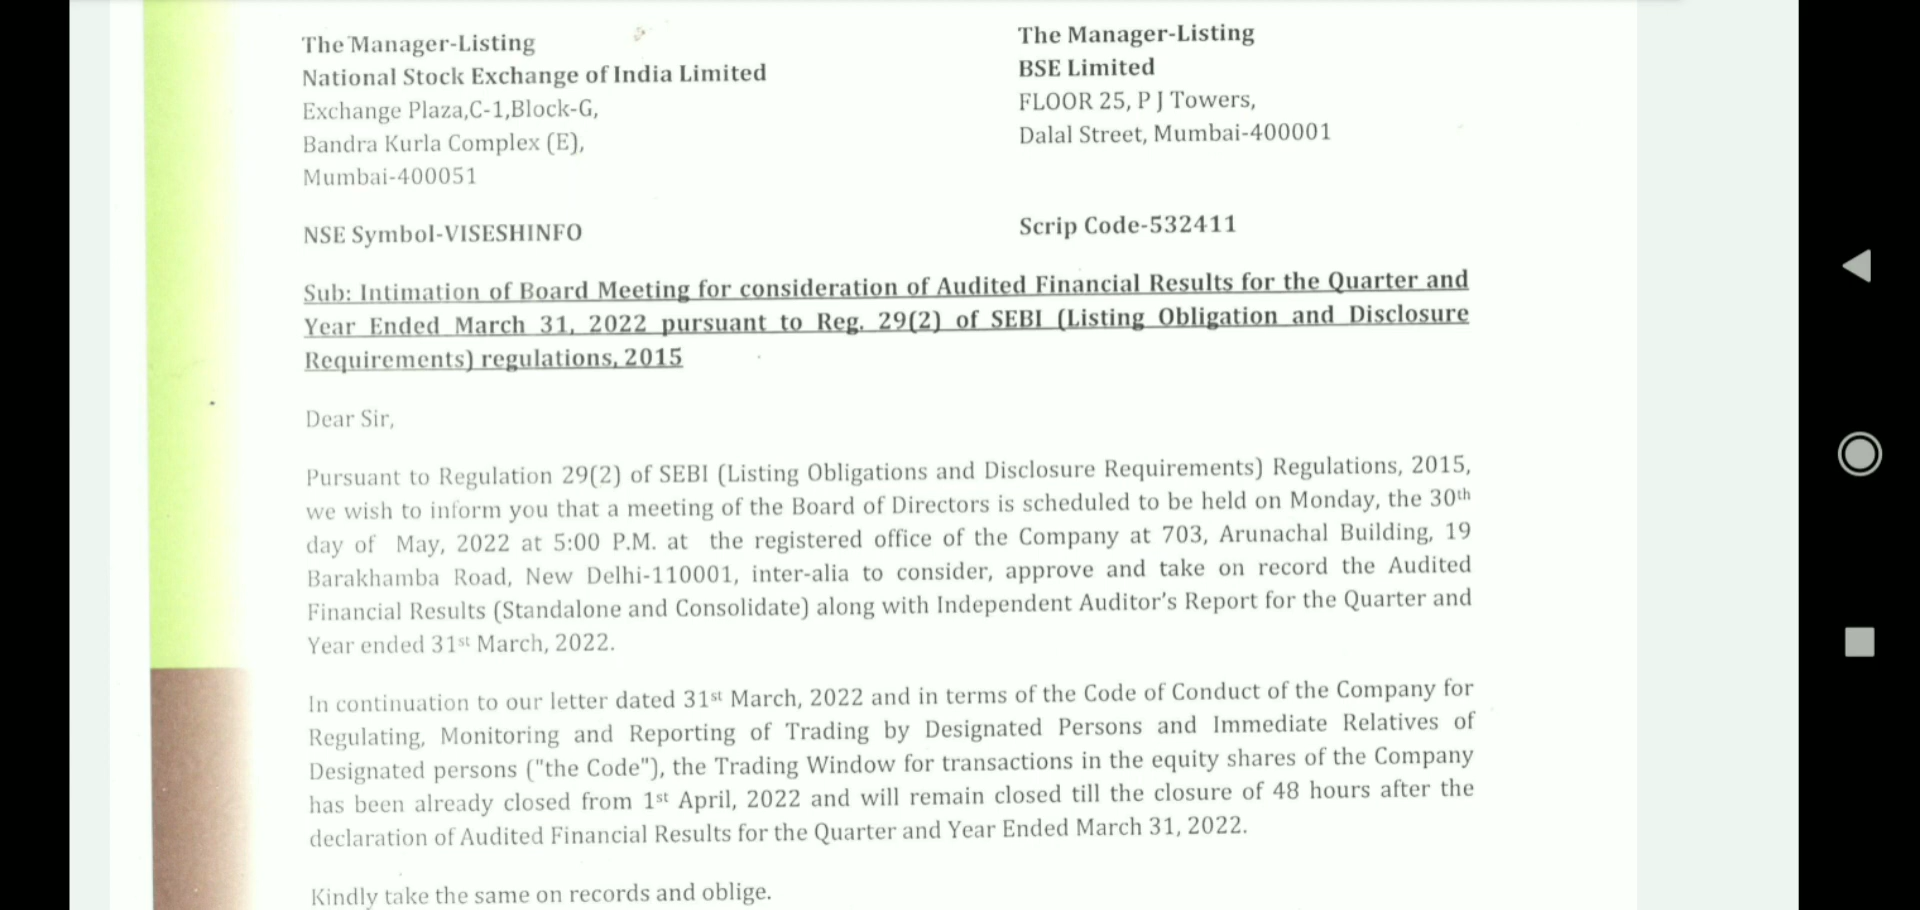 The Manager-Listing
National Stock Exchange of India Limited
Exchange Plaza,C-1,Block-G,
Bandra Kurla Complex (E),
Mumbai-400051
NSE Symbol-VISESHINFO
The Manager-Listing
BSE Limited
FLOOR 25, P J Towers,
Dalal Street, Mumbai-400001
Scrip Code-532411
Sub: Intimation of Board Meeting for consideration of Audited Financial Results for the Quarter and
Year Ended March 31, 2022 pursuant to Reg. 29(2) of SEBI (Listing Obligation and Disclosure
Requirements) regulations, 2015
Dear Sir,
Pursuant to Regulation 29(2) of SEBI (Listing Obligations and Disclosure Requirements) Regulations, 2015,
we wish to inform you that a meeting of the Board of Directors is scheduled to be held on Monday, the 30th
day of May, 2022 at 5:00 P.M. at the registered office of the Company at 703, Arunachal Building, 19
Barakhamba Road, New Delhi-110001, inter-alia to consider, approve and take on record the Audited
Financial Results (Standalone and Consolidate) along with Independent Auditor's Report for the Quarter and
Year ended 31st March, 2022.
In continuation to our letter dated 31st March, 2022 and in terms of the Code of Conduct of the Company for
Regulating, Monitoring and Reporting of Trading by Designated Persons and Immediate Relatives of
Designated persons ("the Code"), the Trading Window for transactions in the equity shares of the Company
has been already closed from 1st April, 2022 and will remain closed till the closure of 48 hours after the
declaration of Audited Financial Results for the Quarter and Year Ended March 31, 2022.
Kindly take the same on records and oblige.